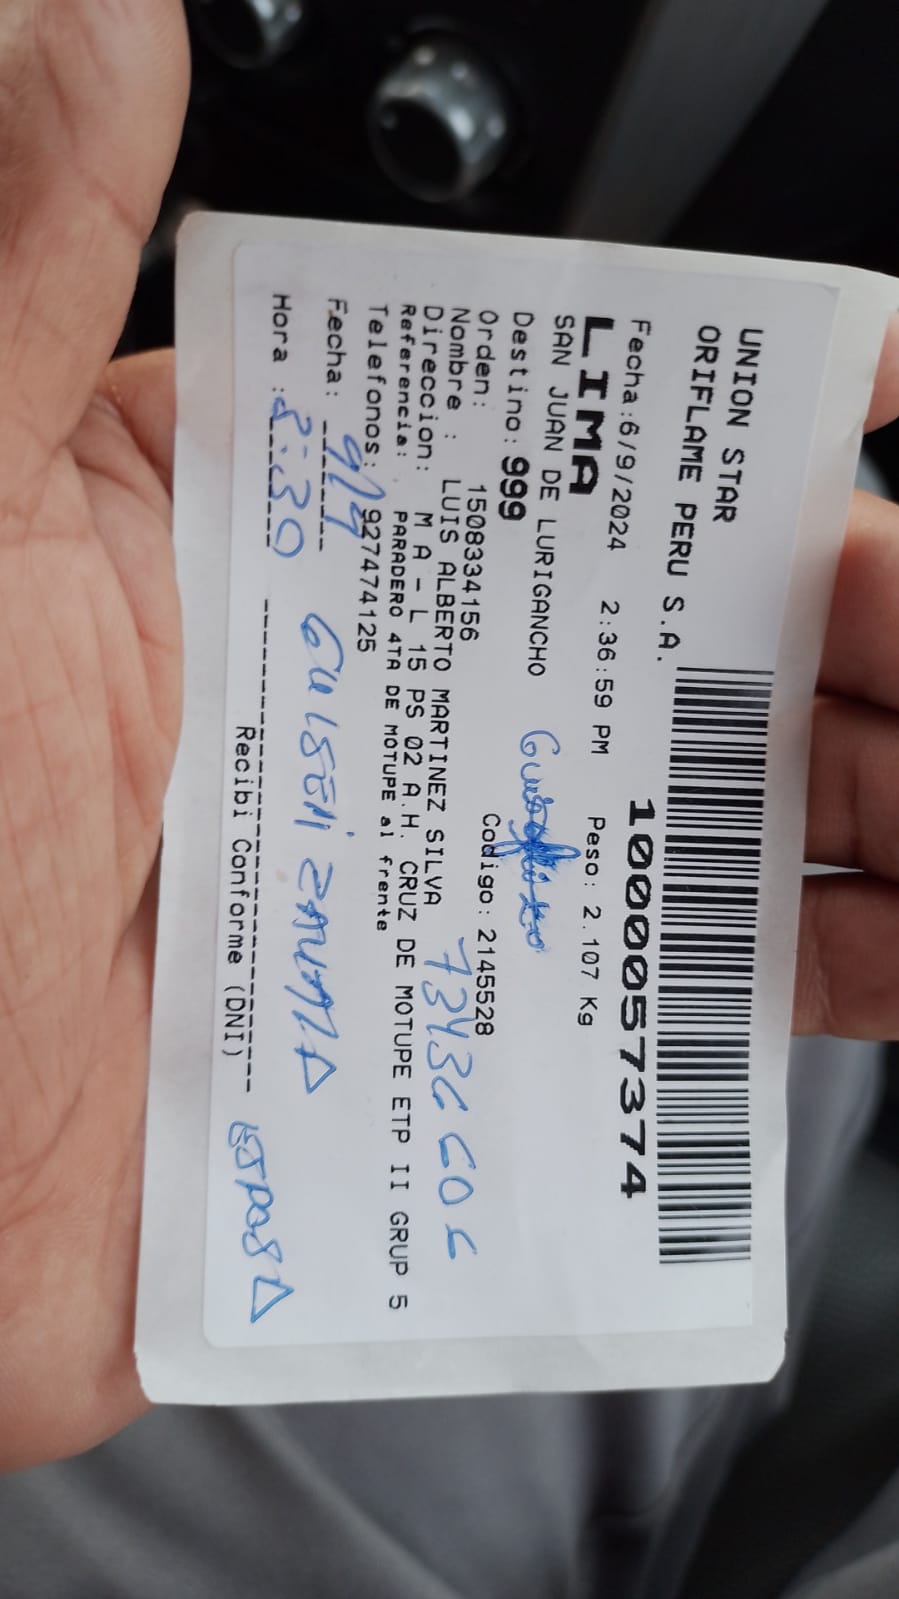 UNION STAR
ORIFLAME PERU S.A.
1000057374
Fecha:6/9/2024 2:36:59 PM Peso: 2.107 Kg
LIMA
SAN JUAN DE LURIGANCHO
Destino: 999
Orden: 1508334156 Codigo: 2145528
Nombre : LUIS ALBERTO MARTINEZ SILVA
Direccion: M A - L 15 PS 02 A.H. CRUZ DE MOTUPE ETP II GRUP 5
Referencia: PARADERO 4TA DE MOTUPE al frente
Telefonos: 927474125
Fecha: 9/9
Hora : 8:30
Recibi Conforme (DNI)
ESPOSA